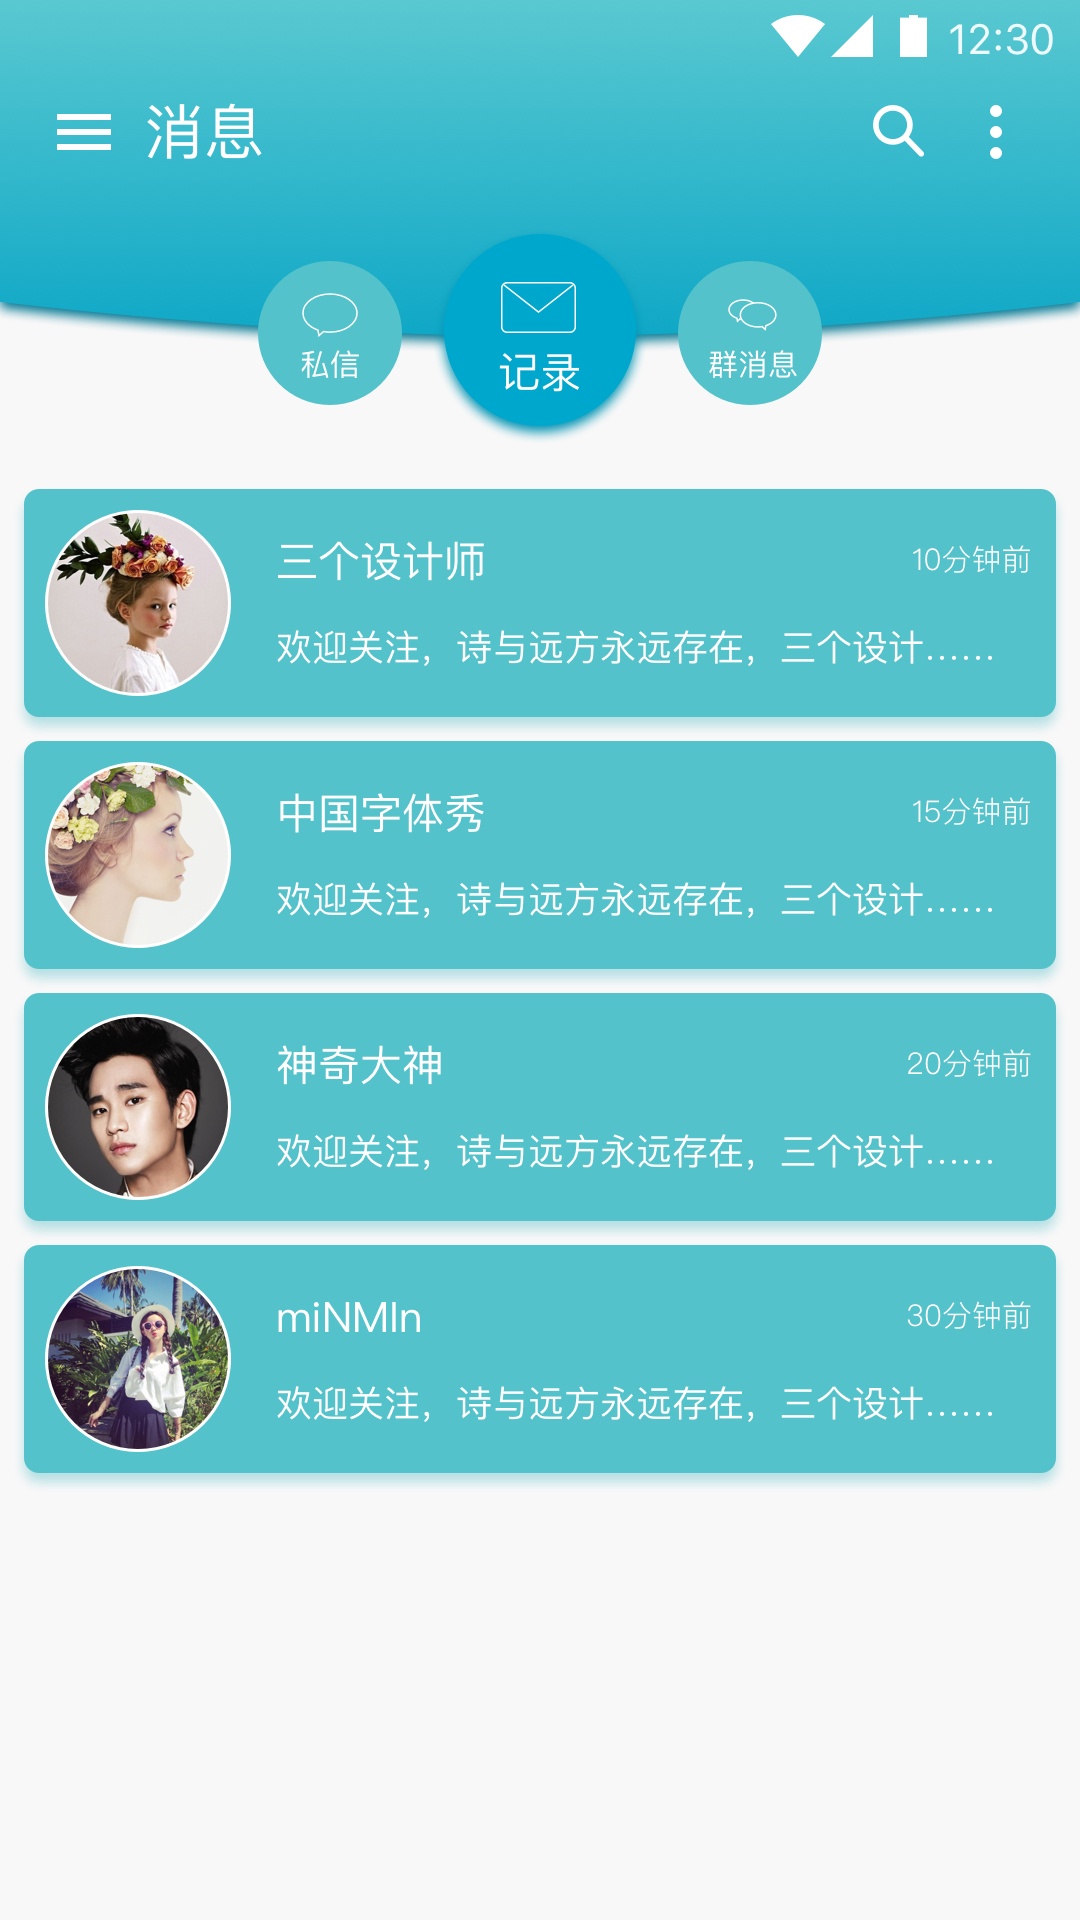 12:30
消息
私信
记录
群消息
三个设计师
10分钟前
欢迎关注，诗与远方永远存在，三个设计......
中国字体秀
15分钟前
欢迎关注，诗与远方永远存在，三个设计......
神奇大神
20分钟前
欢迎关注，诗与远方永远存在，三个设计......
miNMIn
30分钟前
欢迎关注，诗与远方永远存在，三个设计......